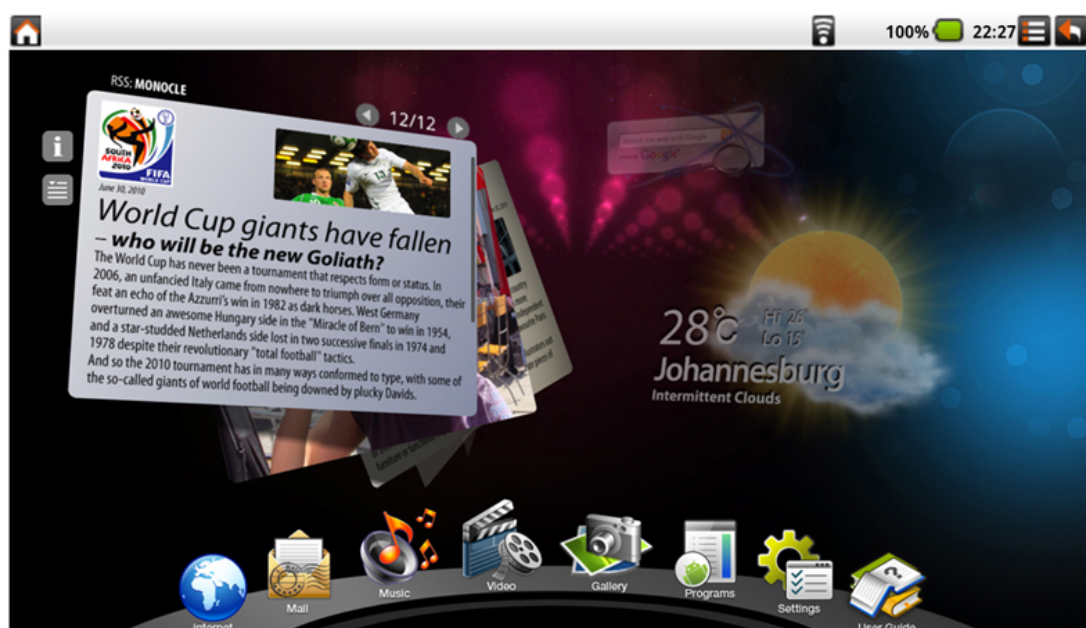 100% 22:27
RSS: MONOCLE
12/12
SOUTH
AFRICA
2010
FIFA
WORLD CUP
June 30, 2010
World Cup giants have fallen
– who will be the new Goliath?
The World Cup has never been a tournament that respects form or status. In
2006, an unfancied Italy came from nowhere to triumph over all opposition, their
feat an echo of the Azzurri's win in 1982 as dark horses. West Germany
overturned an awesome Hungary side in the "Miracle of Bern" to win in 1954,
and a star-studded Netherlands side lost in two successive finals in 1974 and
1978 despite their revolutionary "total football" tactics.
And so the 2010 tournament has in many ways conformed to type, with some of
the so-called giants of world football being downed by plucky Davids.
Google
28°C
Hi 26°
Lo 15°
Johannesburg
Intermittent Clouds
Internet
Mail
Music
Video
Gallery
Programs
Settings
User Guide